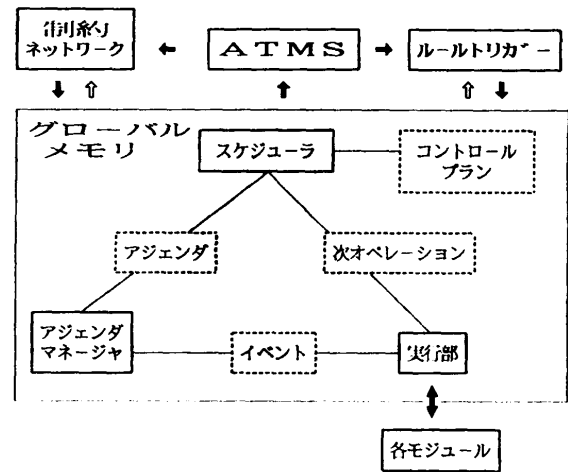 制約
ネットワーク
ATMS
ルールトリガー
グローバル
メモリ
スケジューラ
コントロール
プラン
アジェンダ
次オペレーション
アジェンダ
マネージャ
イベント
実行部
各モジュール